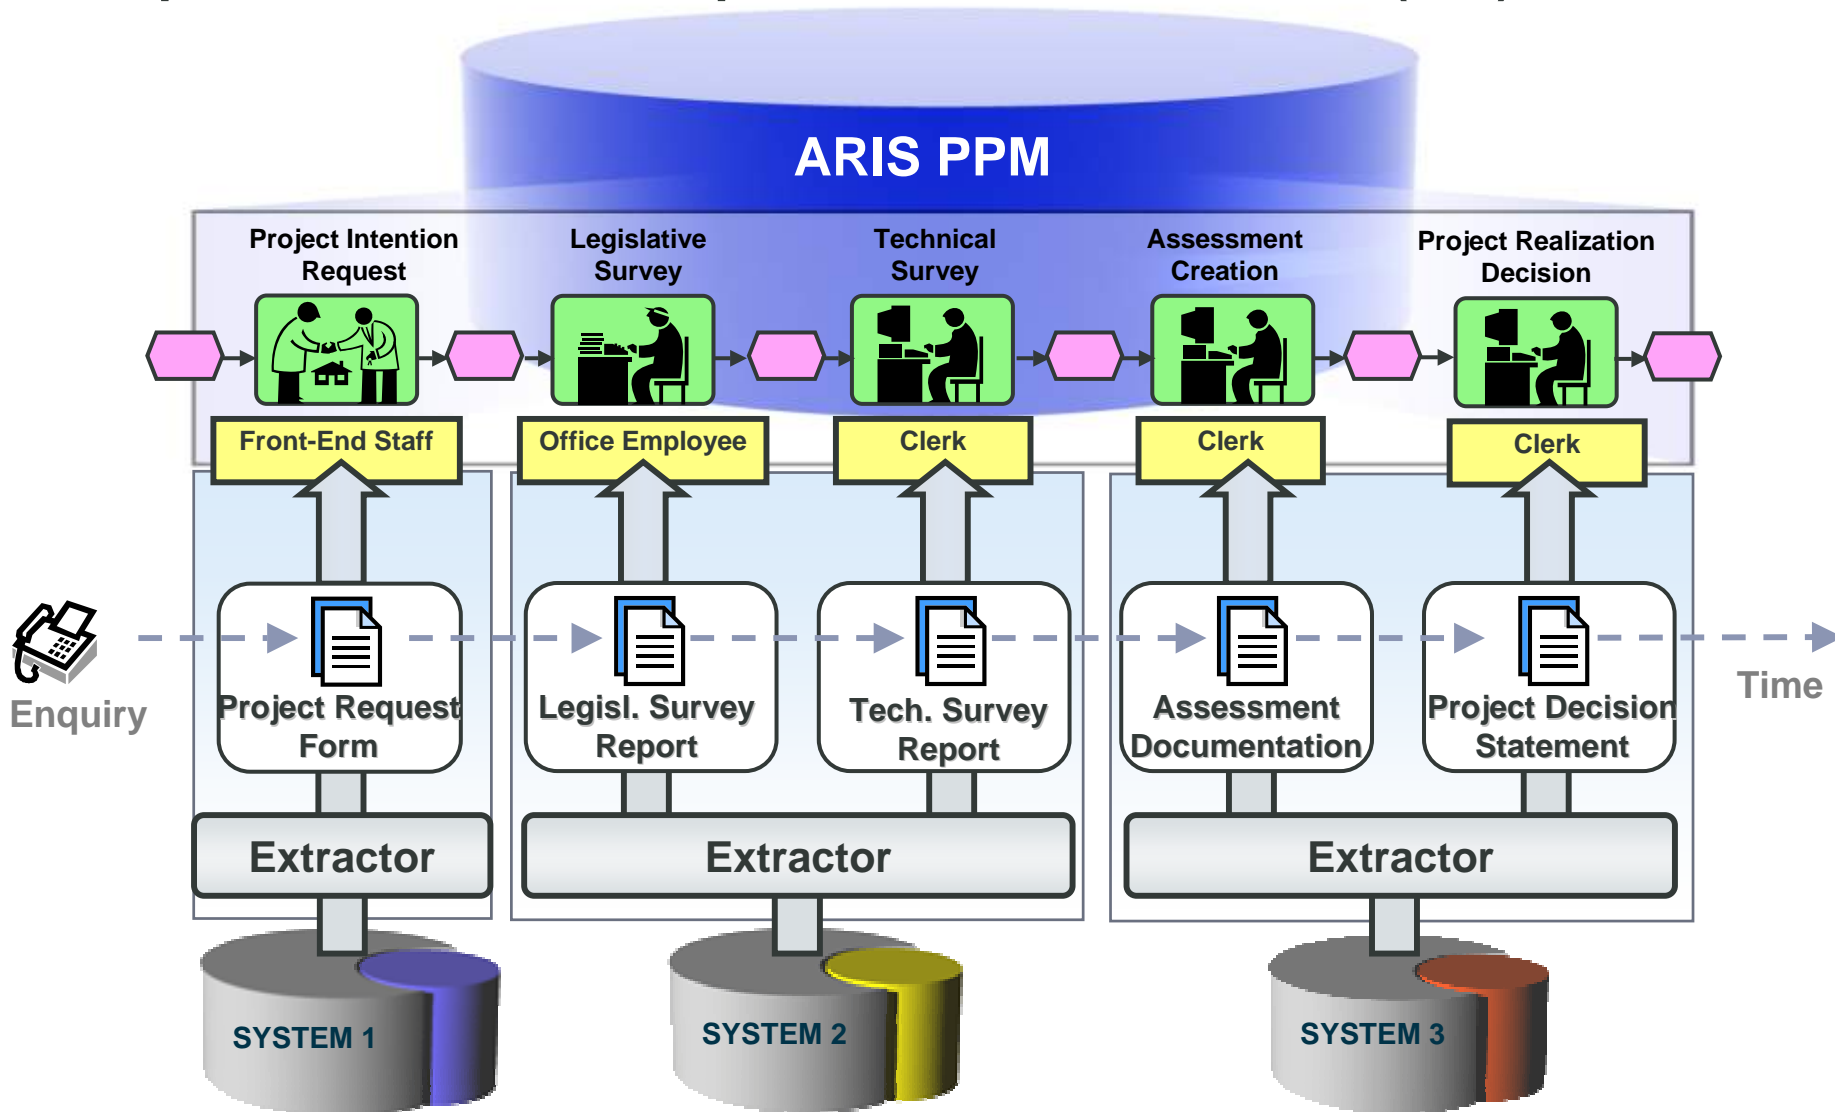 ARIS PPM
Project Intention
Request
Legislative
Survey
Technical
Survey
Assessment
Creation
Project Realization
Decision
Front-End Staff
Office Employee
Clerk
Clerk
Clerk
Enquiry
Project Request
Form
Legisl. Survey
Report
Tech. Survey
Report
Assessment
Documentation
Project Decision
Statement
Time
Extractor
Extractor
Extractor
SYSTEM 1
SYSTEM 2
SYSTEM 3